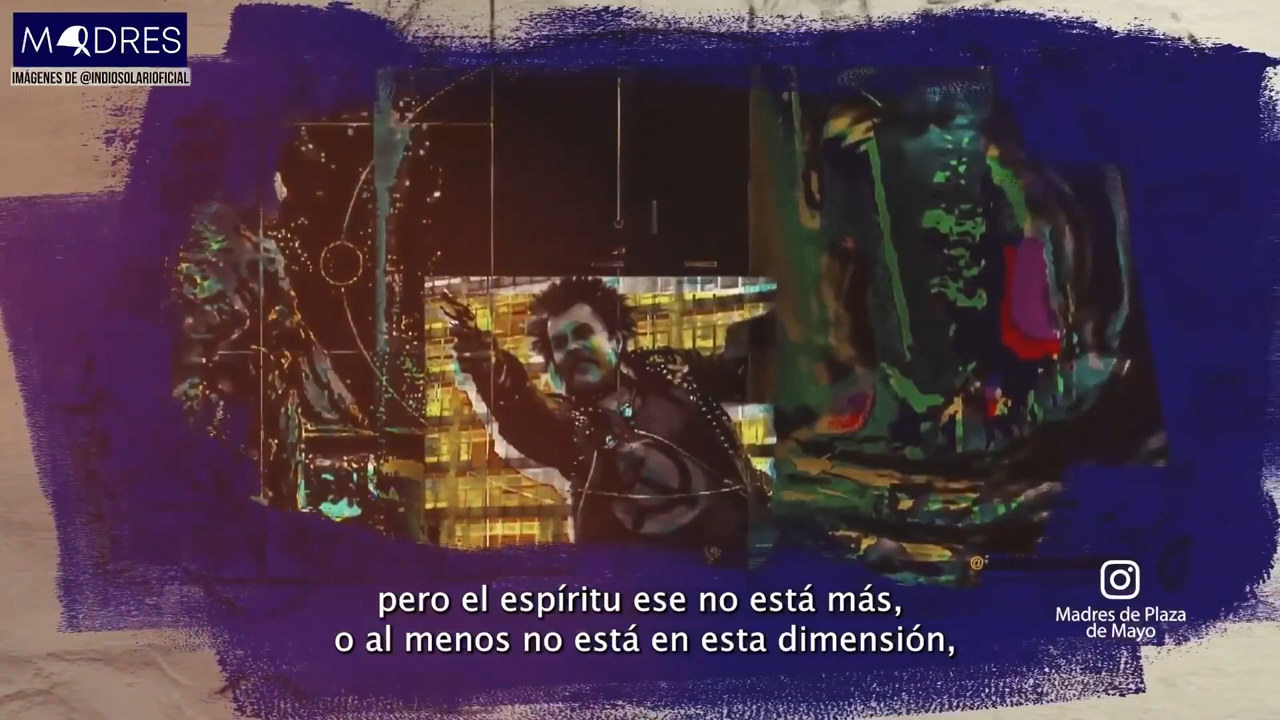 MADRES
IMÁGENES DE @INDIOSOLARIOFICIAL
pero el espíritu ese no está más,
o al menos no está en esta dimensión,
Madres de Plaza
de Mayo